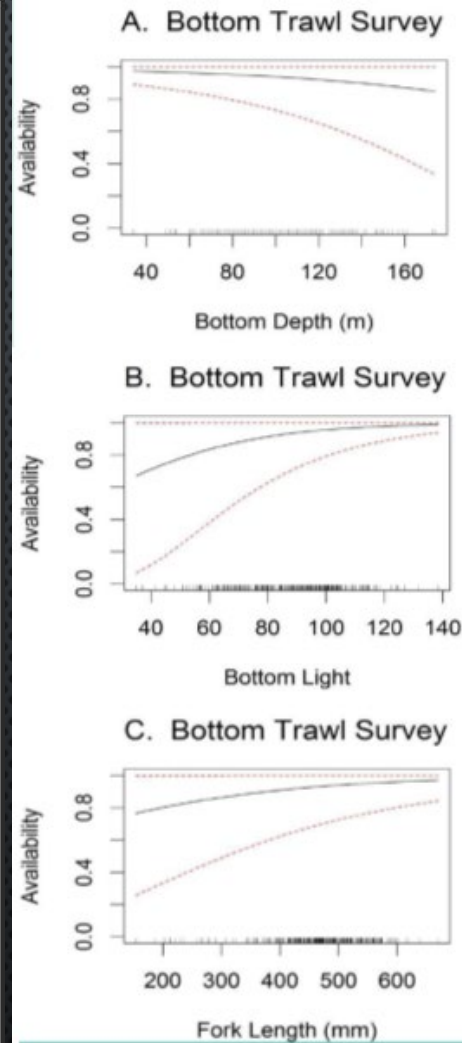 A. Bottom Trawl Survey
Availability
0.8
0.4
0.0
40 80 120 160
Bottom Depth (m)
B. Bottom Trawl Survey
Availability
0.8
0.4
0.0
40 60 80 100 120 140
Bottom Light
C. Bottom Trawl Survey
Availability
0.8
0.4
0.0
200 300 400 500 600
Fork Length (mm)